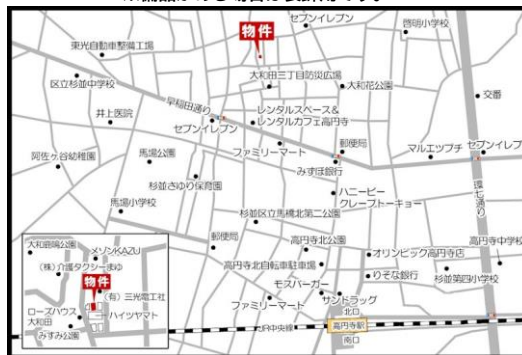 物件
セブンイレブン
啓明小学校
東光自動車整備工場
大和田三丁目防災広場
区立杉並中学校
大和花公園
早稲田通り
交番
井上医院
レンタルスペース&
レンタルカフェ高円寺
セブンイレブン
郵便局
馬場公園
ファミリーマート
マルエツプチ
セブンイレブン
阿佐ヶ谷幼稚園
みずほ銀行
環七通り
杉並さゆり保育園
ハニービー
クレープトーキョー
馬場小学校
杉並区立馬橋北第二公園
郵便局
高円寺北公園
オリンピック高円寺店
高円寺中学校
高円寺北自転車駐車場
りそな銀行
杉並第四小学校
モスバーガー
ファミリーマート
サンドラッグ
北口
JR中央線
高円寺駅
南口
大和鹿鳴公園
メゾンKAZU
(株)介護タクシーまゆ
物件
(有)三光電工社
ローズハウス
大和田
ハイツヤマト
みすみ公園